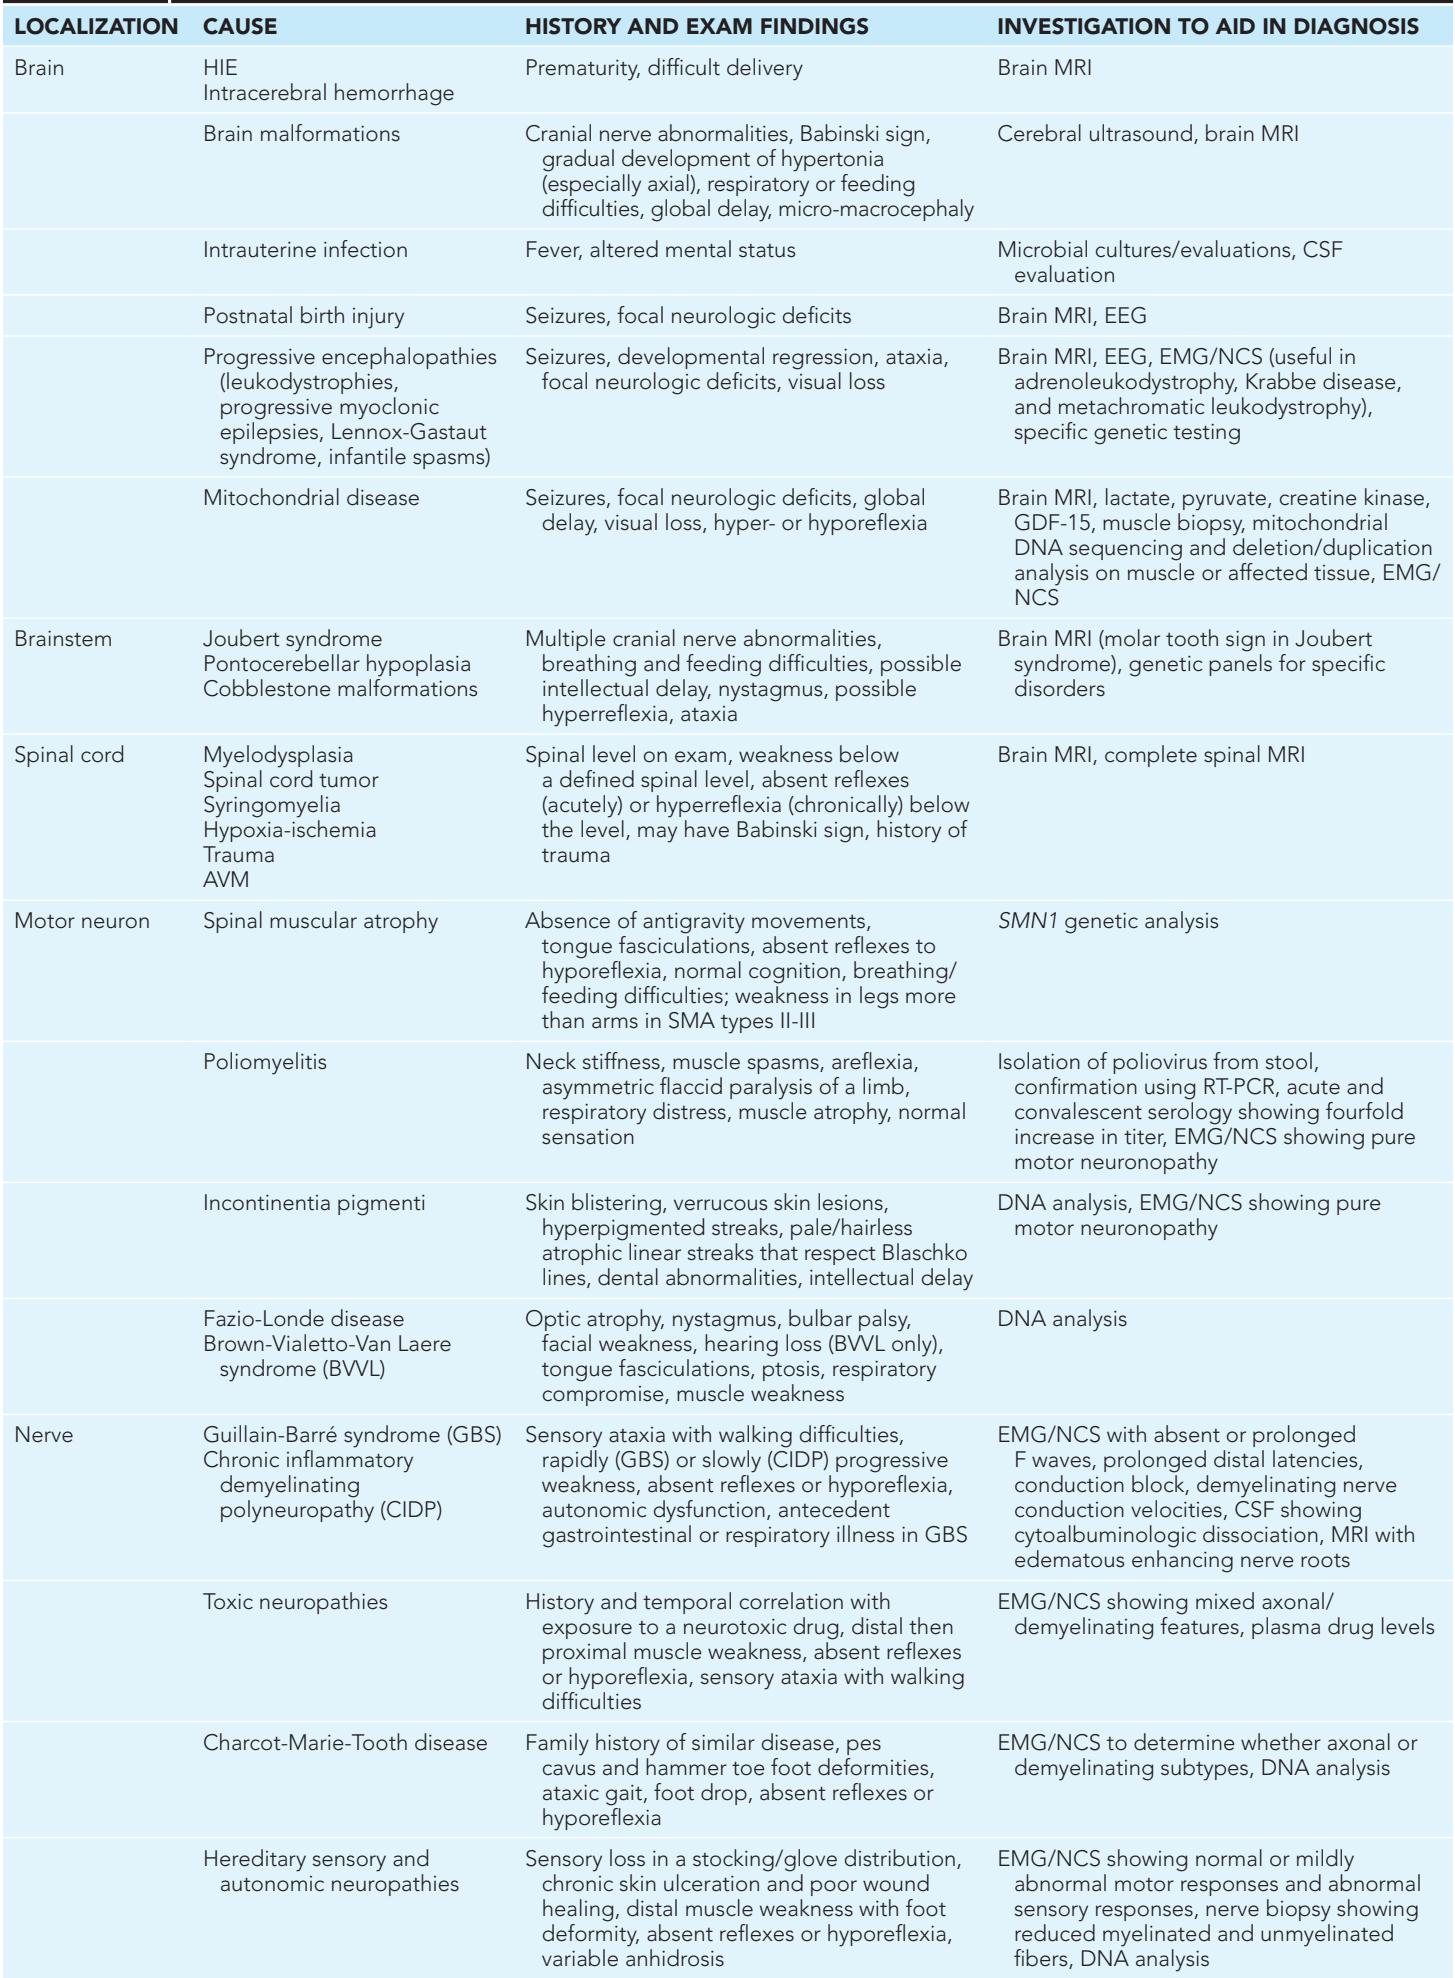 LOCALIZATION CAUSE HISTORY AND EXAM FINDINGS INVESTIGATION TO AID IN DIAGNOSIS
Brain HIE Prematurity, difficult delivery Brain MRI
Intracerebral hemorrhage
Brain malformations Cranial nerve abnormalities, Babinski sign, Cerebral ultrasound, brain MRI
gradual development of hypertonia
(especially axial), respiratory or feeding
difficulties, global delay, micro-macrocephaly
Intrauterine infection Fever, altered mental status Microbial cultures/evaluations, CSF
evaluation
Postnatal birth injury Seizures, focal neurologic deficits Brain MRI, EEG
Progressive encephalopathies Seizures, developmental regression, ataxia, Brain MRI, EEG, EMG/NCS (useful in
(leukodystrophies, focal neurologic deficits, visual loss adrenoleukodystrophy, Krabbe disease,
progressive myoclonic and metachromatic leukodystrophy),
epilepsies, Lennox-Gastaut specific genetic testing
syndrome, infantile spasms)
Mitochondrial disease Seizures, focal neurologic deficits, global Brain MRI, lactate, pyruvate, creatine kinase,
delay, visual loss, hyper- or hyporeflexia GDF-15, muscle biopsy, mitochondrial
DNA sequencing and deletion/duplication
analysis on muscle or affected tissue, EMG/
NCS
Brainstem Joubert syndrome Multiple cranial nerve abnormalities, Brain MRI (molar tooth sign in Joubert
Pontocerebellar hypoplasia breathing and feeding difficulties, possible syndrome), genetic panels for specific
Cobblestone malformations intellectual delay, nystagmus, possible disorders
hyperreflexia, ataxia
Spinal cord Myelodysplasia Spinal level on exam, weakness below Brain MRI, complete spinal MRI
Spinal cord tumor a defined spinal level, absent reflexes
Syringomyelia (acutely) or hyperreflexia (chronically) below
Hypoxia-ischemia the level, may have Babinski sign, history of
Trauma trauma
AVM
Motor neuron Spinal muscular atrophy Absence of antigravity movements, SMN1 genetic analysis
tongue fasciculations, absent reflexes to
hyporeflexia, normal cognition, breathing/
feeding difficulties; weakness in legs more
than arms in SMA types II-III
Poliomyelitis Neck stiffness, muscle spasms, areflexia, Isolation of poliovirus from stool,
asymmetric flaccid paralysis of a limb, confirmation using RT-PCR, acute and
respiratory distress, muscle atrophy, normal convalescent serology showing fourfold
sensation increase in titer, EMG/NCS showing pure
motor neuronopathy
Incontinentia pigmenti Skin blistering, verrucous skin lesions, DNA analysis, EMG/NCS showing pure
hyperpigmented streaks, pale/hairless motor neuronopathy
atrophic linear streaks that respect Blaschko
lines, dental abnormalities, intellectual delay
Fazio-Londe disease Optic atrophy, nystagmus, bulbar palsy, DNA analysis
Brown-Vialetto-Van Laere facial weakness, hearing loss (BVVL only),
syndrome (BVVL) tongue fasciculations, ptosis, respiratory
compromise, muscle weakness
Nerve Guillain-Barré syndrome (GBS) Sensory ataxia with walking difficulties, EMG/NCS with absent or prolonged
Chronic inflammatory rapidly (GBS) or slowly (CIDP) progressive F waves, prolonged distal latencies,
demyelinating weakness, absent reflexes or hyporeflexia, conduction block, demyelinating nerve
polyneuropathy (CIDP) autonomic dysfunction, antecedent conduction velocities, CSF showing
gastrointestinal or respiratory illness in GBS cytoalbuminologic dissociation, MRI with
edematous enhancing nerve roots
Toxic neuropathies History and temporal correlation with EMG/NCS showing mixed axonal/
exposure to a neurotoxic drug, distal then demyelinating features, plasma drug levels
proximal muscle weakness, absent reflexes
or hyporeflexia, sensory ataxia with walking
difficulties
Charcot-Marie-Tooth disease Family history of similar disease, pes EMG/NCS to determine whether axonal or
cavus and hammer toe foot deformities, demyelinating subtypes, DNA analysis
ataxic gait, foot drop, absent reflexes or
hyporeflexia
Hereditary sensory and Sensory loss in a stocking/glove distribution, EMG/NCS showing normal or mildly
autonomic neuropathies chronic skin ulceration and poor wound abnormal motor responses and abnormal
healing, distal muscle weakness with foot sensory responses, nerve biopsy showing
deformity, absent reflexes or hyporeflexia, reduced myelinated and unmyelinated
variable anhidrosis fibers, DNA analysis